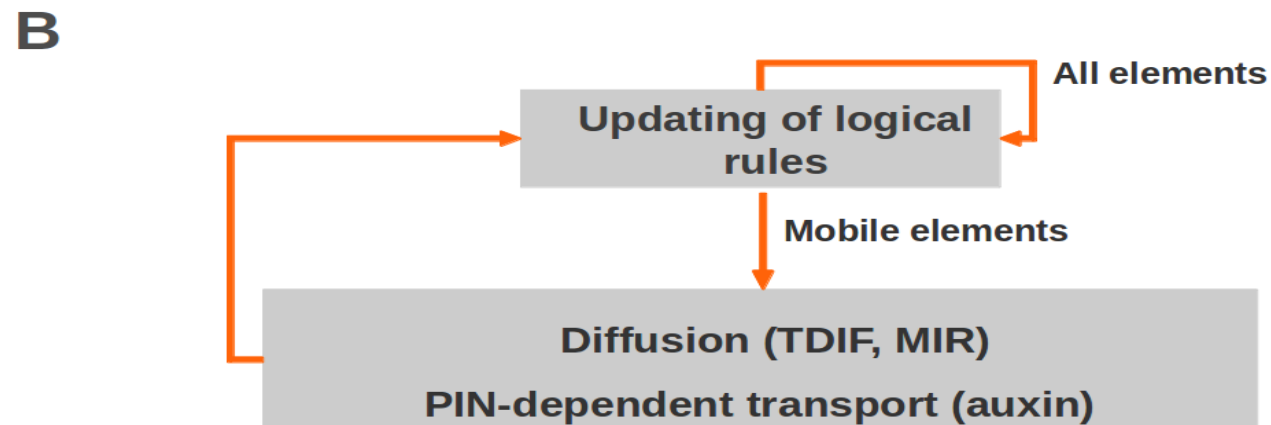 B
All elements
Updating of logical
rules
Mobile elements
Diffusion (TDIF, MIR)
PIN-dependent transport (auxin)